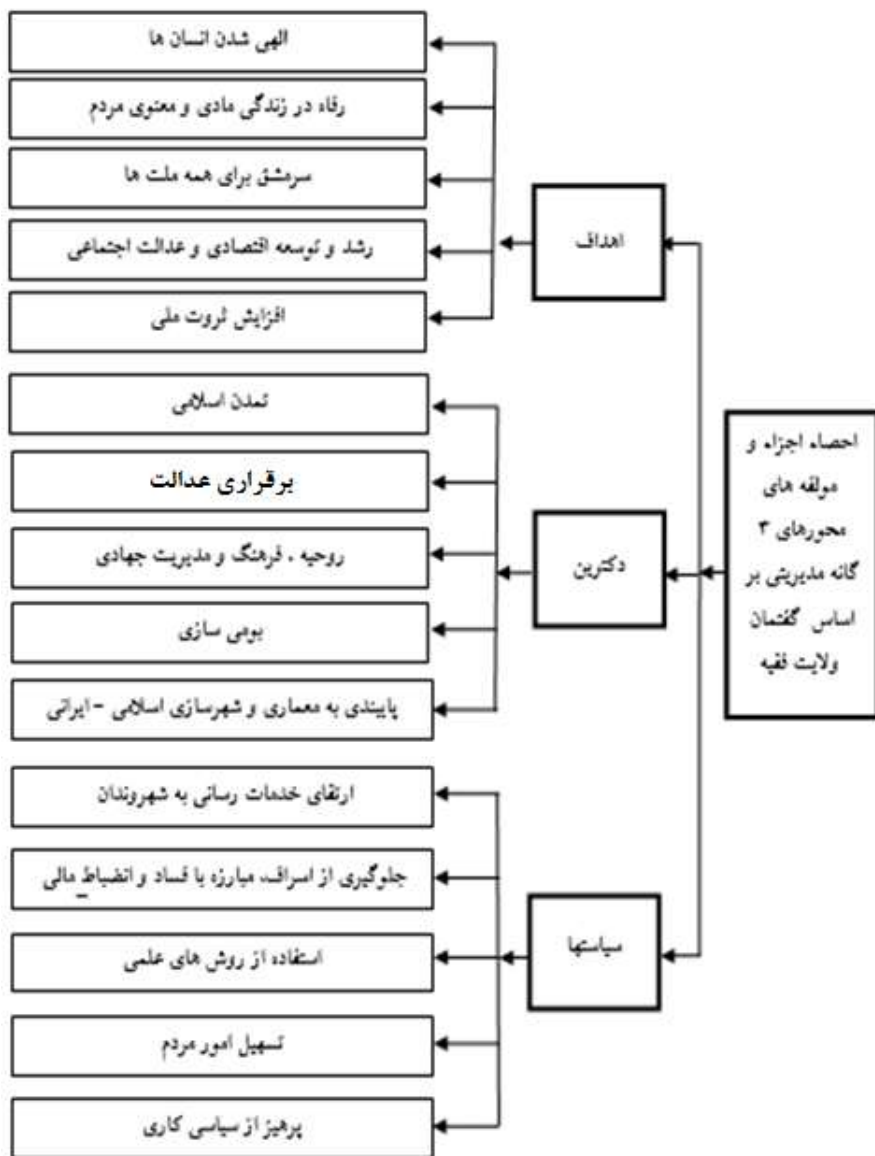 احصاء اجزاء و
مولفه های
محورهای ۳
گانه مدیریتی بر
اساس گفتمان
ولایت فقیه
اهداف
الهی شدن انسان ها
رفاه در زندگی مادی و معنوی مردم
سرمشق برای همه ملت ها
رشد و توسعه اقتصادی و عدالت اجتماعی
افزایش ثروت ملی
دکترین
تمدن اسلامی
برقراری عدالت
روحیه ، فرهنگ و مدیریت جهادی
بومی سازی
پایبندی به معماری و شهرسازی اسلامی - ایرانی
سیاستها
ارتقای خدمات رسانی به شهروندان
جلوگیری از اسراف، مبارزه با فساد و انضباط مالی
استفاده از روش های علمی
تسهیل امور مردم
پرهیز از سیاسی کاری